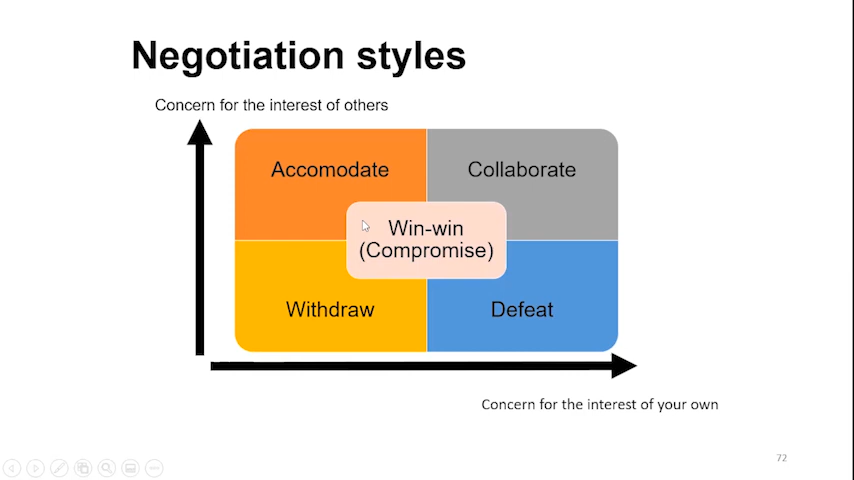 Negotiation styles
Concern for the interest of others
Accomodate
Collaborate
Win-win
(Compromise)
Withdraw
Defeat
Concern for the interest of your own
72